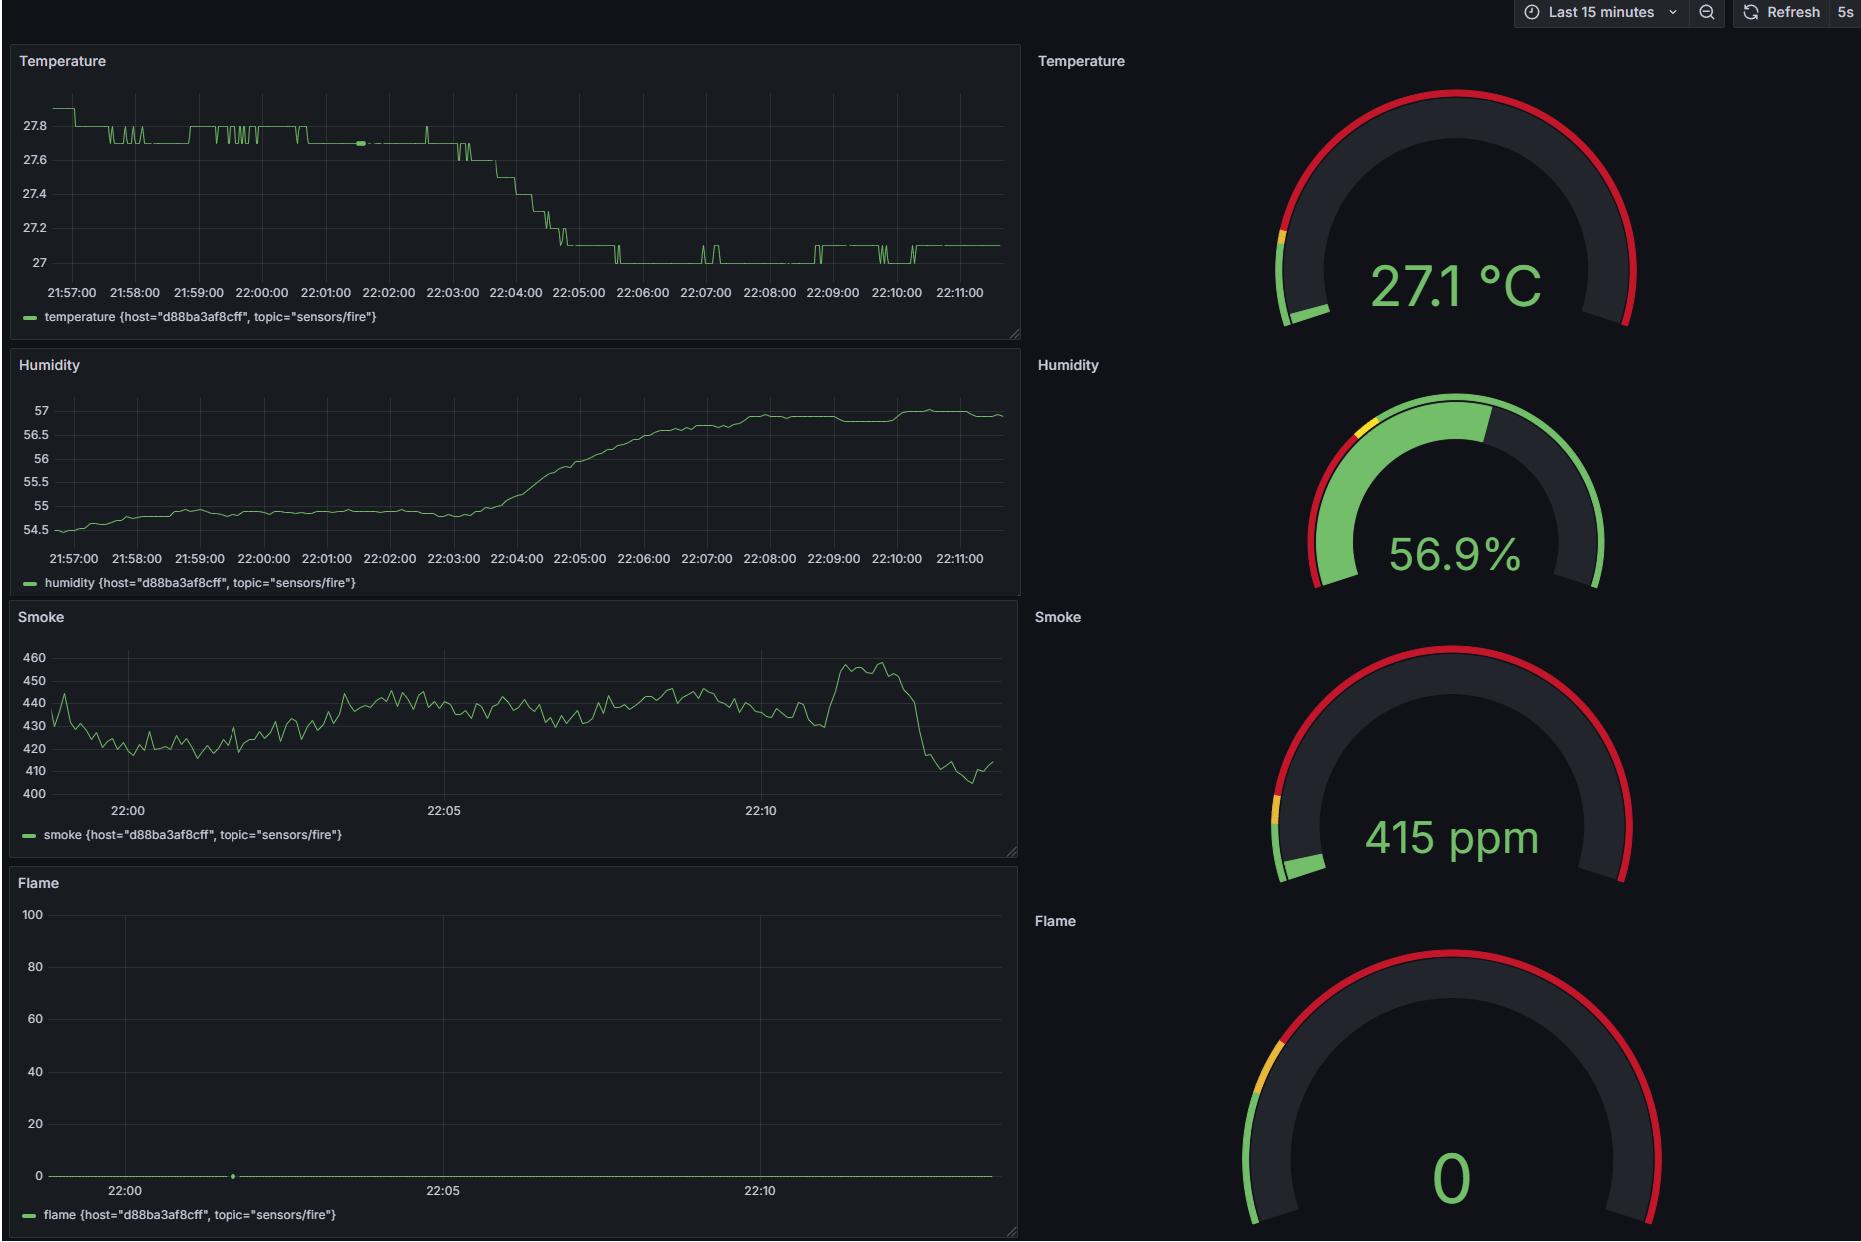 Last 15 minutes Refresh 5s
Temperature
27.8
27.6
27.4
27.2
27
21:57:00 21:58:00 21:59:00 22:00:00 22:01:00 22:02:00 22:03:00 22:04:00 22:05:00 22:06:00 22:07:00 22:08:00 22:09:00 22:10:00 22:11:00
temperature {host="d88ba3af8cff", topic="sensors/fire"}
Temperature
27.1 °C
Humidity
57
56.5
56
55.5
55
54.5
21:57:00 21:58:00 21:59:00 22:00:00 22:01:00 22:02:00 22:03:00 22:04:00 22:05:00 22:06:00 22:07:00 22:08:00 22:09:00 22:10:00 22:11:00
humidity {host="d88ba3af8cff", topic="sensors/fire"}
Humidity
56.9%
Smoke
460
450
440
430
420
410
400
22:00 22:05 22:10
smoke {host="d88ba3af8cff", topic="sensors/fire"}
Smoke
415 ppm
Flame
100
80
60
40
20
0
22:00 22:05 22:10
flame {host="d88ba3af8cff", topic="sensors/fire"}
Flame
0